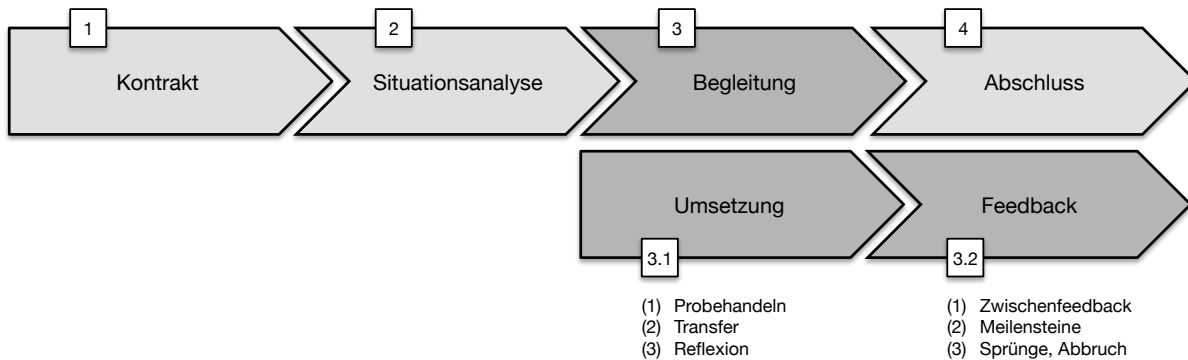 1
Kontrakt
2
Situationsanalyse
3
Begleitung
4
Abschluss
Umsetzung
3.1
(1) Probehandeln
(2) Transfer
(3) Reflexion
Feedback
3.2
(1) Zwischenfeedback
(2) Meilensteine
(3) Sprünge, Abbruch